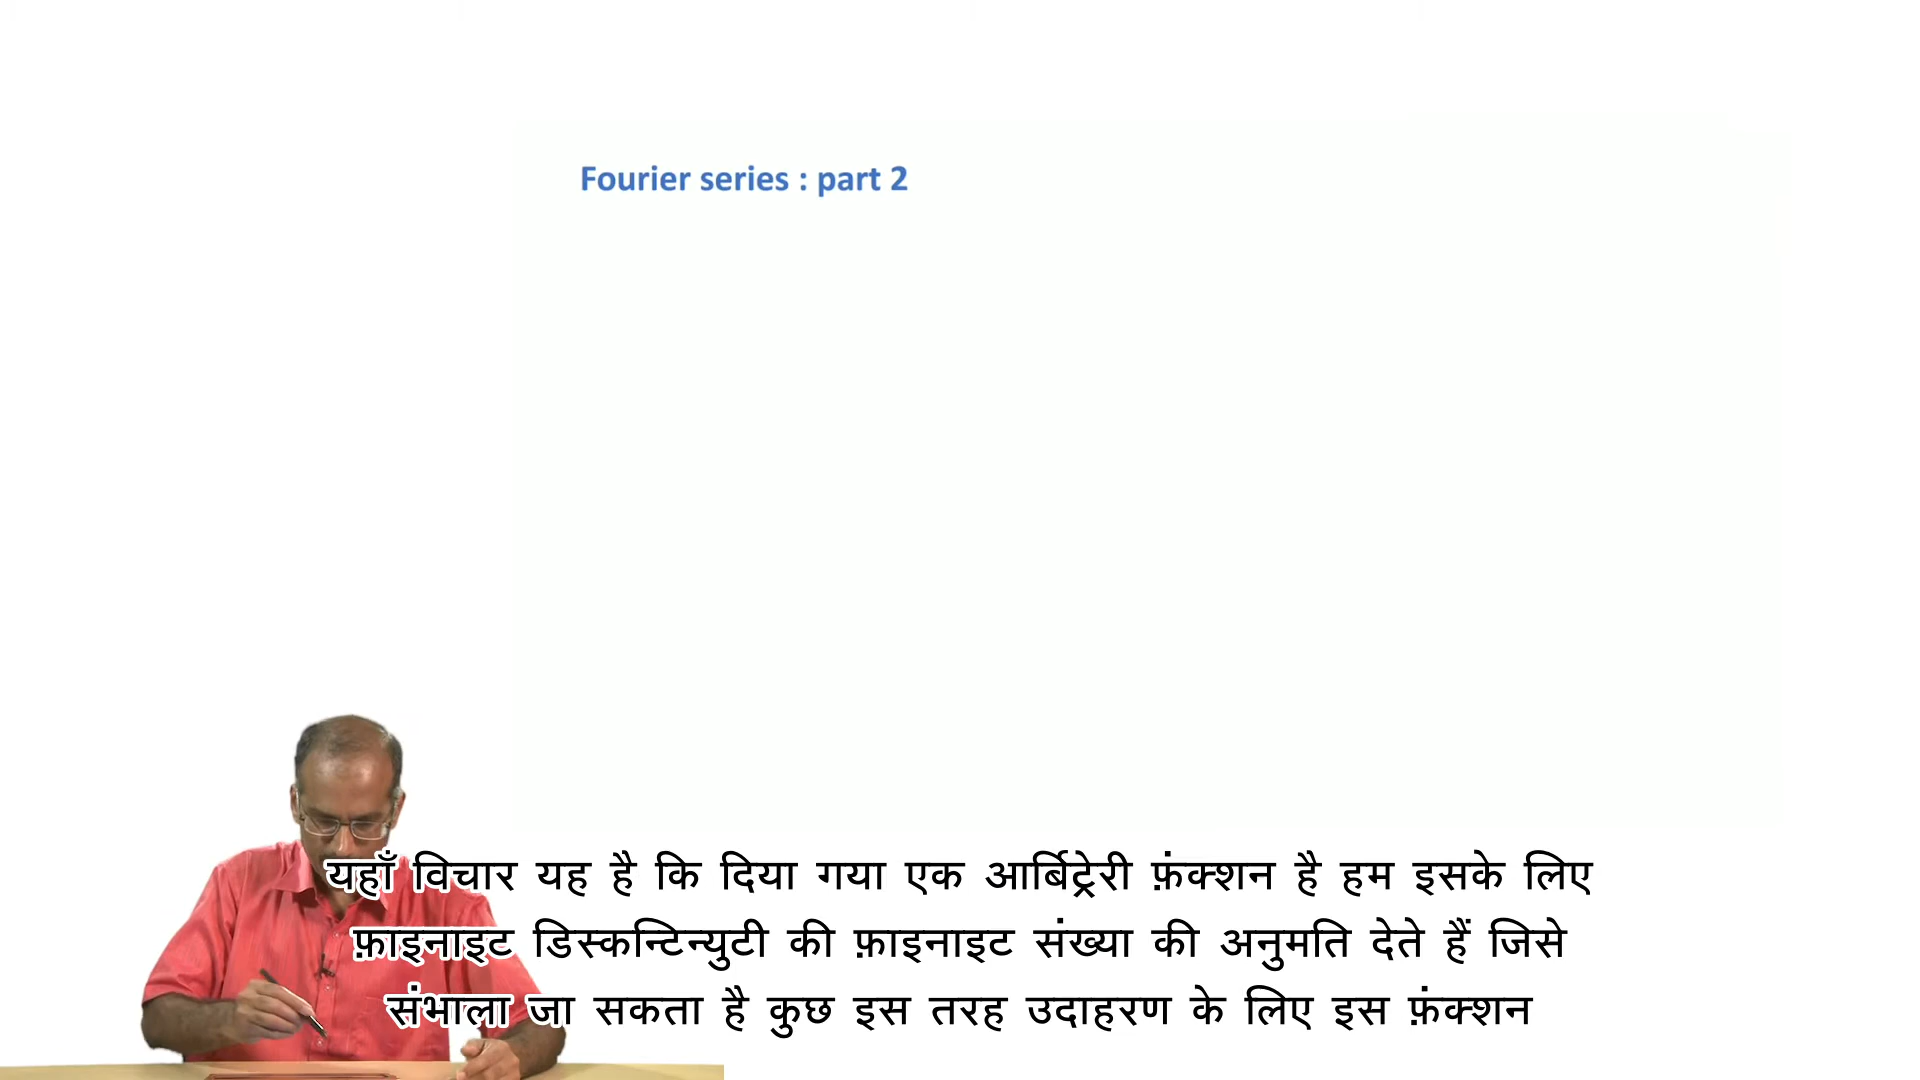 Fourier series : part 2
यहाँ विचार यह है कि दिया गया एक आर्बिट्रेरी फ़ंक्शन है हम इसके लिए
फ़ाइनाइट डिस्कन्टिन्युटी की फ़ाइनाइट संख्या की अनुमति देते हैं जिसे
संभाला जा सकता है कुछ इस तरह उदाहरण के लिए इस फ़ंक्शन